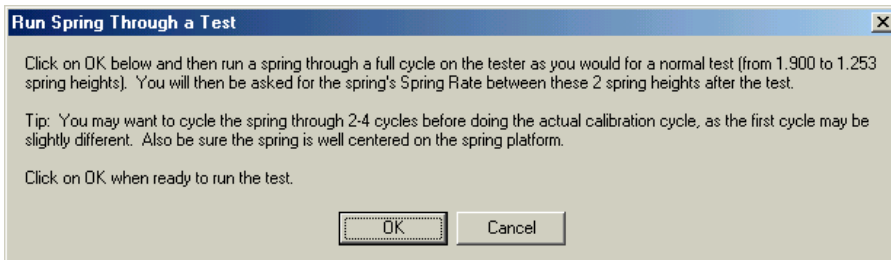 Run Spring Through a Test
Click on OK below and then run a spring through a full cycle on the tester as you would for a normal test (from 1.900 to 1.253
spring heights). You will then be asked for the spring's Spring Rate between these 2 spring heights after the test.
Tip: You may want to cycle the spring through 2-4 cycles before doing the actual calibration cycle, as the first cycle may be
slightly different. Also be sure the spring is well centered on the spring platform.
Click on OK when ready to run the test.
OK
Cancel